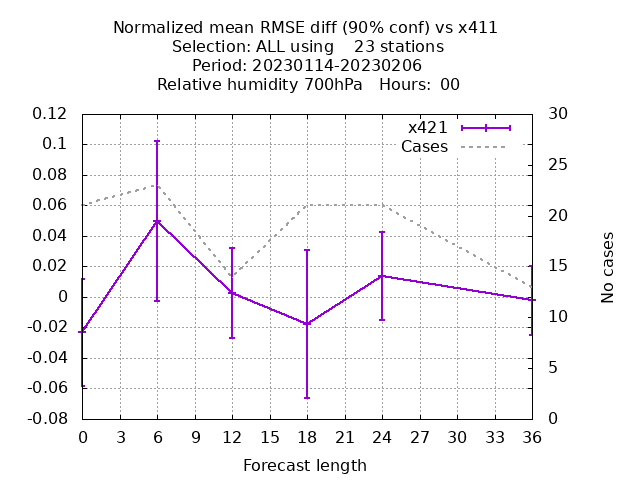 Normalized mean RMSE diff (90% conf) vs x411
Selection: ALL using 23 stations
Period: 20230114-20230206
Relative humidity 700hPa Hours: 00
x421
Cases
0.12
0.1
0.08
0.06
0.04
0.02
0
-0.02
-0.04
-0.06
-0.08
30
25
20
15
10
5
0
No cases
0 3 6 9 12 15 18 21 24 27 30 33 36
Forecast length